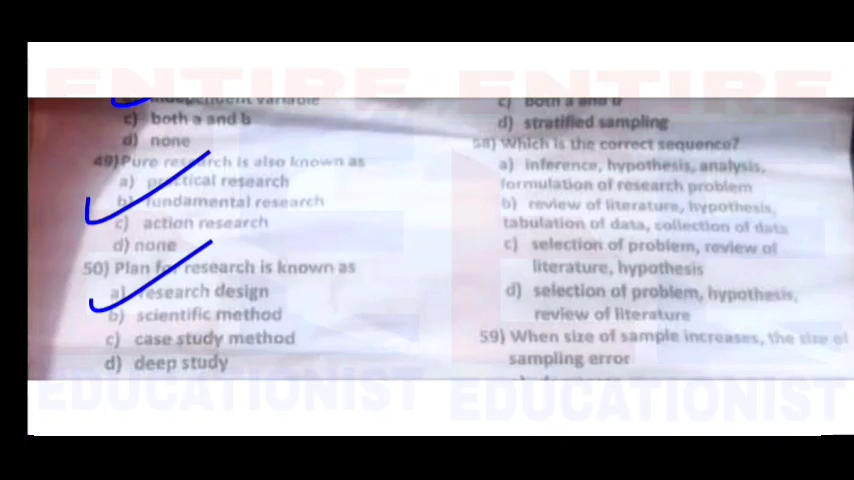 ENTIRE
ENTIRE
independent variable
c) both a and b
d) none
49)Pure research is also known as
a) practical research
b) fundamental research
c) action research
d) none
50) Plan for research is known as
a) research design
b) scientific method
c) case study method
d) deep study
c) both a and b
d) stratified sampling
58) Which is the correct sequence?
a) inference, hypothesis, analysis,
formulation of research problem
b) review of literature, hypothesis,
tabulation of data, collection of data
c) selection of problem, review of
literature, hypothesis
d) selection of problem, hypothesis,
review of literature
59) When size of sample increases, the size of
sampling error
EDUCATIONIST
EDUCATIONIST